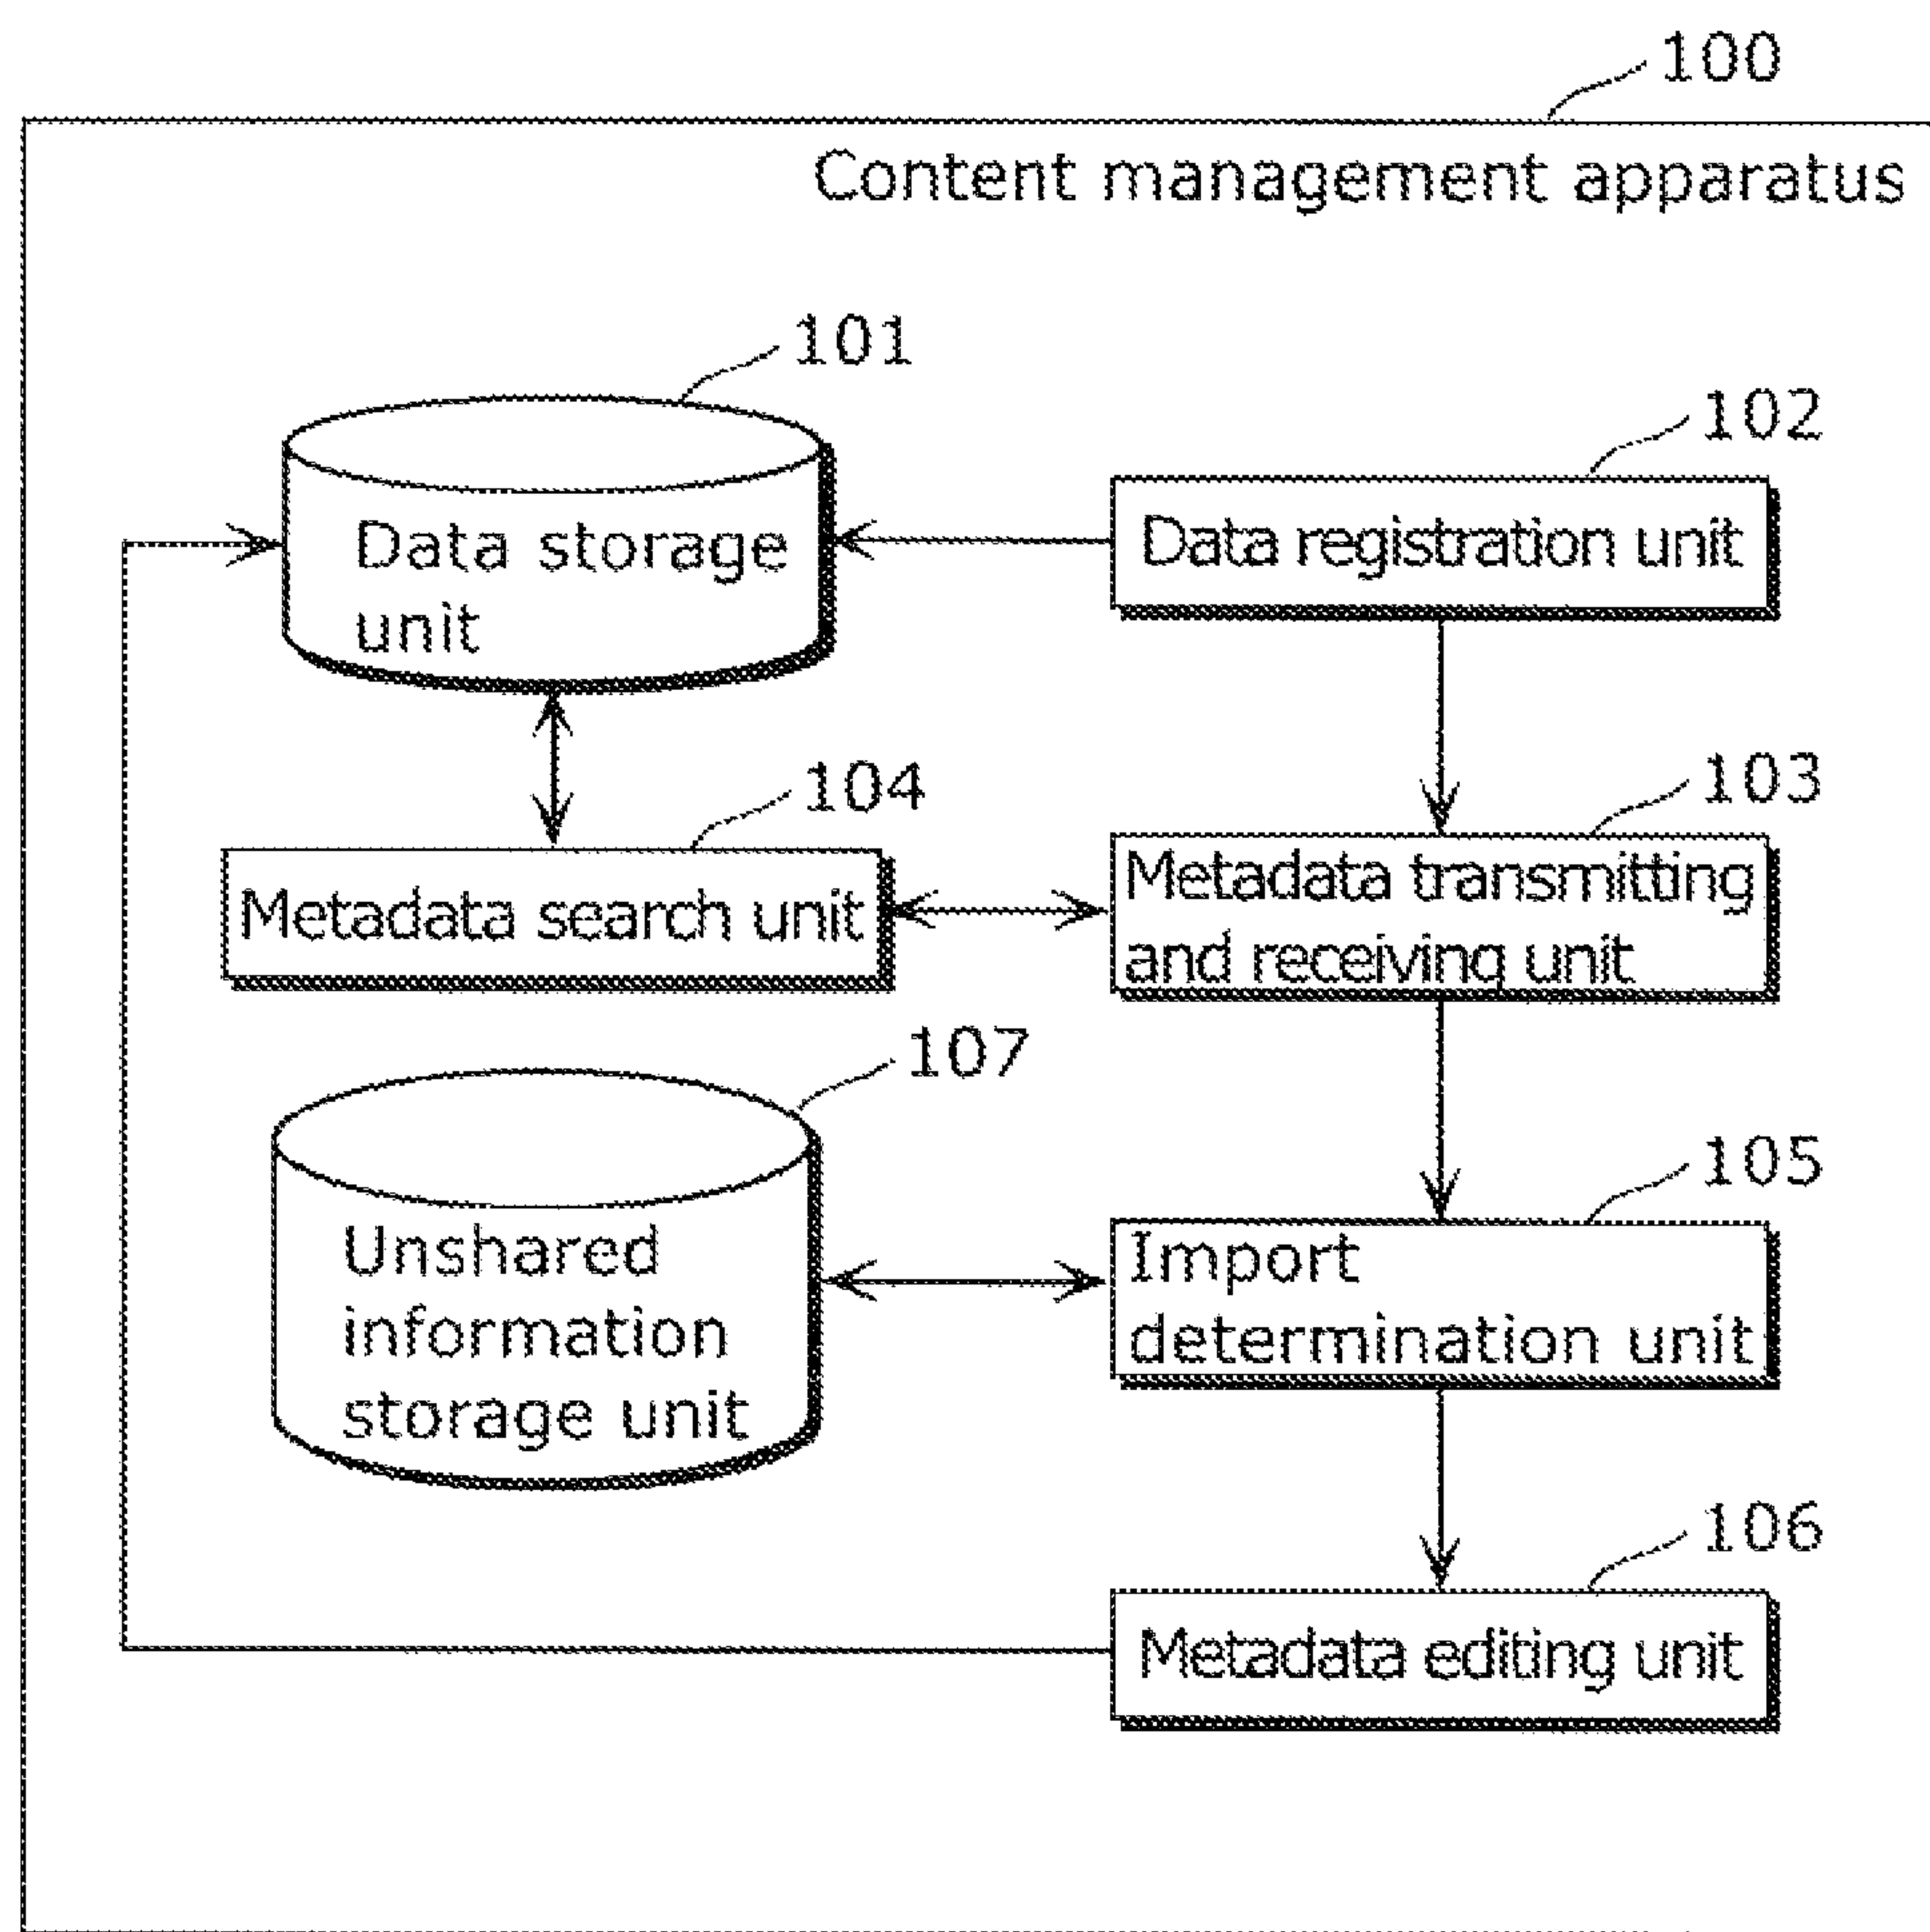 100
Content management apparatus
101
102
Data storage
unit
Data registration unit
104
103
Metadata search unit
Metadata transmitting
and receiving unit
107
105
Unshared
information
storage unit
Import
determination unit
106
Metadata editing unit